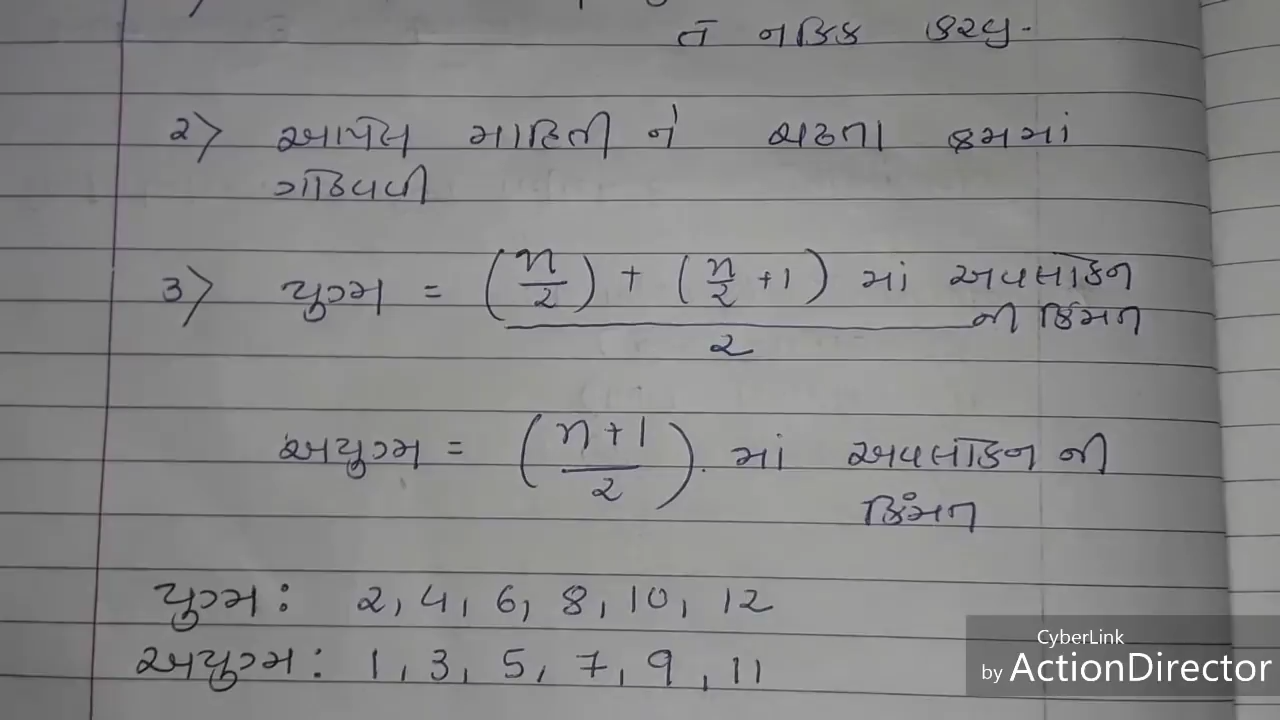 તે નકિક કરવુ.
૨> આપેલ માહિતી ને ચઢતા ક્રમમાં
ગોઠવવી
3> યુગ્મ = (n/2) + (n/2 + 1) માં અવલોકન
ની કિંમત
2
અયુગ્મ = (n+1/2) માં અવલોકન ની
કિંમત
યુગ્મ : 2, 4, 6, 8, 10, 12
અયુગ્મ : 1, 3, 5, 7, 9, 11
CyberLink
by ActionDirector